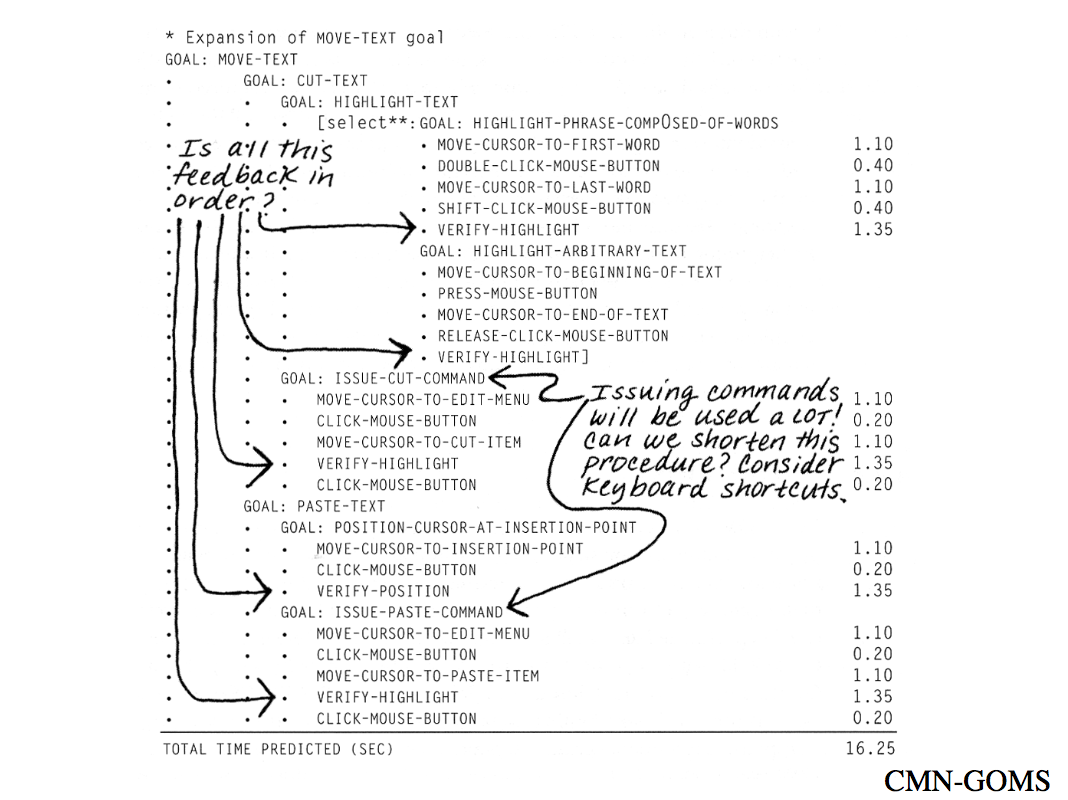 * Expansion of MOVE-TEXT goal
GOAL: MOVE-TEXT
• GOAL: CUT-TEXT
• • GOAL: HIGHLIGHT-TEXT
• • • [select**: GOAL: HIGHLIGHT-PHRASE-COMPOSED-OF-WORDS
• MOVE-CURSOR-TO-FIRST-WORD 1.10
• DOUBLE-CLICK-MOUSE-BUTTON 0.40
• MOVE-CURSOR-TO-LAST-WORD 1.10
• SHIFT-CLICK-MOUSE-BUTTON 0.40
• VERIFY-HIGHLIGHT 1.35
Is all this
feedback in
order?
GOAL: HIGHLIGHT-ARBITRARY-TEXT
• MOVE-CURSOR-TO-BEGINNING-OF-TEXT
• PRESS-MOUSE-BUTTON
• MOVE-CURSOR-TO-END-OF-TEXT
• RELEASE-CLICK-MOUSE-BUTTON
• VERIFY-HIGHLIGHT]
• • GOAL: ISSUE-CUT-COMMAND
• • • MOVE-CURSOR-TO-EDIT-MENU 1.10
• • • CLICK-MOUSE-BUTTON 0.20
• • • MOVE-CURSOR-TO-CUT-ITEM 1.10
• • • VERIFY-HIGHLIGHT 1.35
• • • CLICK-MOUSE-BUTTON 0.20
Issuing commands
will be used a LOT!
Can we shorten this
procedure? Consider
Keyboard shortcuts.
• GOAL: PASTE-TEXT
• • GOAL: POSITION-CURSOR-AT-INSERTION-POINT
• • • MOVE-CURSOR-TO-INSERTION-POINT 1.10
• • • CLICK-MOUSE-BUTTON 0.20
• • • VERIFY-POSITION 1.35
• • GOAL: ISSUE-PASTE-COMMAND
• • • MOVE-CURSOR-TO-EDIT-MENU 1.10
• • • CLICK-MOUSE-BUTTON 0.20
• • • MOVE-CURSOR-TO-PASTE-ITEM 1.10
• • • VERIFY-HIGHLIGHT 1.35
• • • CLICK-MOUSE-BUTTON 0.20
TOTAL TIME PREDICTED (SEC) 16.25
CMN-GOMS